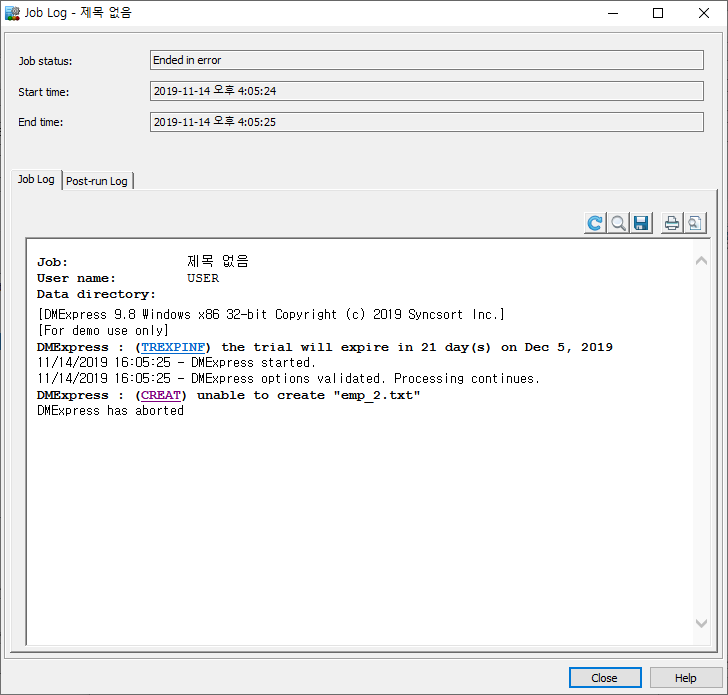 Job Log - 제목 없음
Job status: Ended in error
Start time: 2019-11-14 오후 4:05:24
End time: 2019-11-14 오후 4:05:25
Job Log Post-run Log
Job: 제목 없음
User name: USER
Data directory:
[DMExpress 9.8 Windows x86 32-bit Copyright (c) 2019 Syncsort Inc.]
[For demo use only]
DMExpress : (TREXPINF) the trial will expire in 21 day(s) on Dec 5, 2019
11/14/2019 16:05:25 - DMExpress started.
11/14/2019 16:05:25 - DMExpress options validated. Processing continues.
DMExpress : (CREAT) unable to create "emp_2.txt"
DMExpress has aborted
Close Help